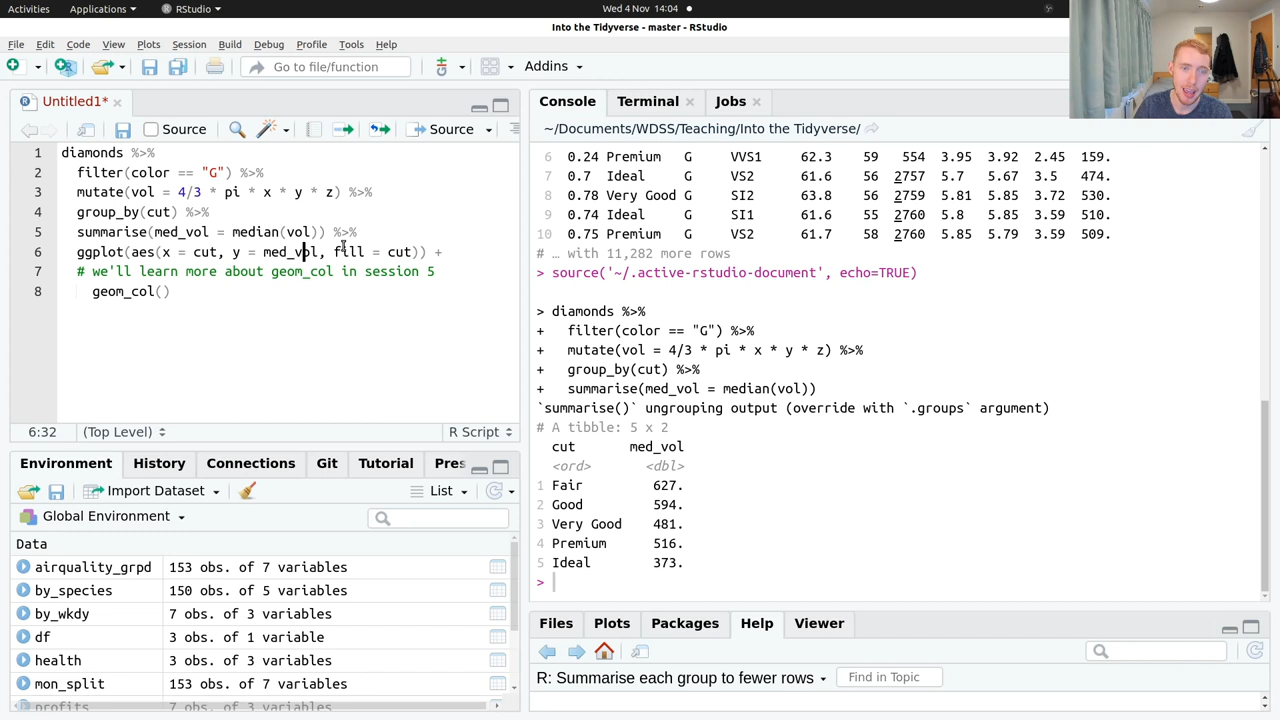 Activities Applications RStudio Wed 4 Nov 14:04
Into the Tidyverse - master - RStudio
File Edit Code View Plots Session Build Debug Profile Tools Help
Go to file/function Addins
Untitled1*
Source Source
1 diamonds %>%
2 filter(color == "G") %>%
3 mutate(vol = 4/3 * pi * x * y * z) %>%
4 group_by(cut) %>%
5 summarise(med_vol = median(vol)) %>%
6 ggplot(aes(x = cut, y = med_vol, fill = cut)) +
7 # we'll learn more about geom_col in session 5
8 geom_col()
6:32 (Top Level) R Script
Environment History Connections Git Tutorial Pres
Import Dataset List
Global Environment
Data
airquality_grpd 153 obs. of 7 variables
by_species 150 obs. of 5 variables
by_wkdy 7 obs. of 3 variables
df 3 obs. of 1 variable
health 3 obs. of 3 variables
mon_split 153 obs. of 7 variables
profits 7 obs. of 3 variables
Console Terminal Jobs
~/Documents/WDSS/Teaching/Into the Tidyverse/
6 0.24 Premium G VVS1 62.3 59 554 3.95 3.92 2.45 159.
7 0.7 Ideal G VS2 61.6 56 2757 5.7 5.67 3.5 474.
8 0.78 Very Good G SI2 63.8 56 2759 5.81 5.85 3.72 530.
9 0.74 Ideal G SI1 61.6 55 2760 5.8 5.85 3.59 510.
10 0.75 Premium G VS2 61.7 58 2760 5.85 5.79 3.59 509.
# … with 11,282 more rows
> source('~/.active-rstudio-document', echo=TRUE)
> diamonds %>%
+ filter(color == "G") %>%
+ mutate(vol = 4/3 * pi * x * y * z) %>%
+ group_by(cut) %>%
+ summarise(med_vol = median(vol))
`summarise()` ungrouping output (override with `.groups` argument)
# A tibble: 5 x 2
cut med_vol
<ord> <dbl>
1 Fair 627.
2 Good 594.
3 Very Good 481.
4 Premium 516.
5 Ideal 373.
>
Files Plots Packages Help Viewer
R: Summarise each group to fewer rows Find in Topic